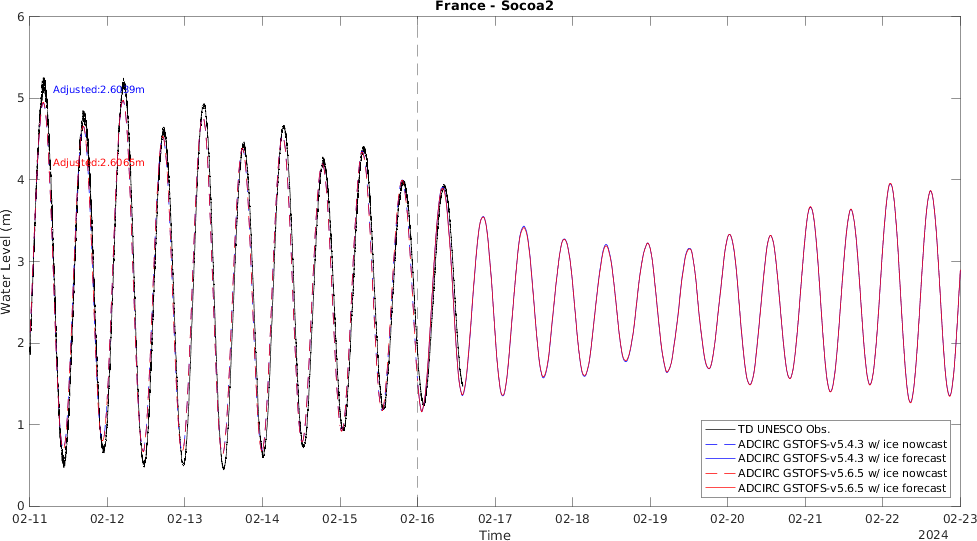 France - Socoa2
6
5
4
3
2
1
0
Water Level (m)
Adjusted:2.6089m
Adjusted:2.6065m
TD UNESCO Obs.
ADCIRC GSTOFS-v5.4.3 w/ ice nowcast
ADCIRC GSTOFS-v5.4.3 w/ ice forecast
ADCIRC GSTOFS-v5.6.5 w/ ice nowcast
ADCIRC GSTOFS-v5.6.5 w/ ice forecast
02-11 02-12 02-13 02-14 02-15 02-16 02-17 02-18 02-19 02-20 02-21 02-22 02-23
Time
2024